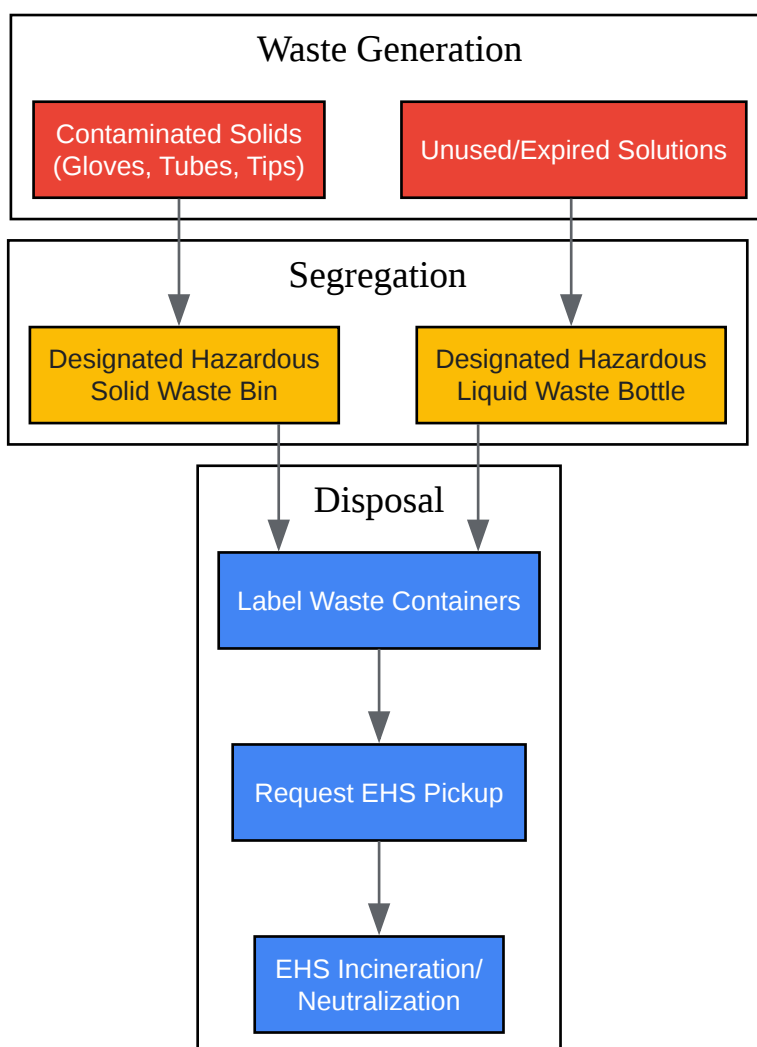 Waste Generation
Contaminated Solids
(Gloves, Tubes, Tips)
Unused/Expired Solutions
Segregation
Designated Hazardous
Solid Waste Bin
Designated Hazardous
Liquid Waste Bottle
Disposal
Label Waste Containers
Request EHS Pickup
EHS Incineration/
Neutralization